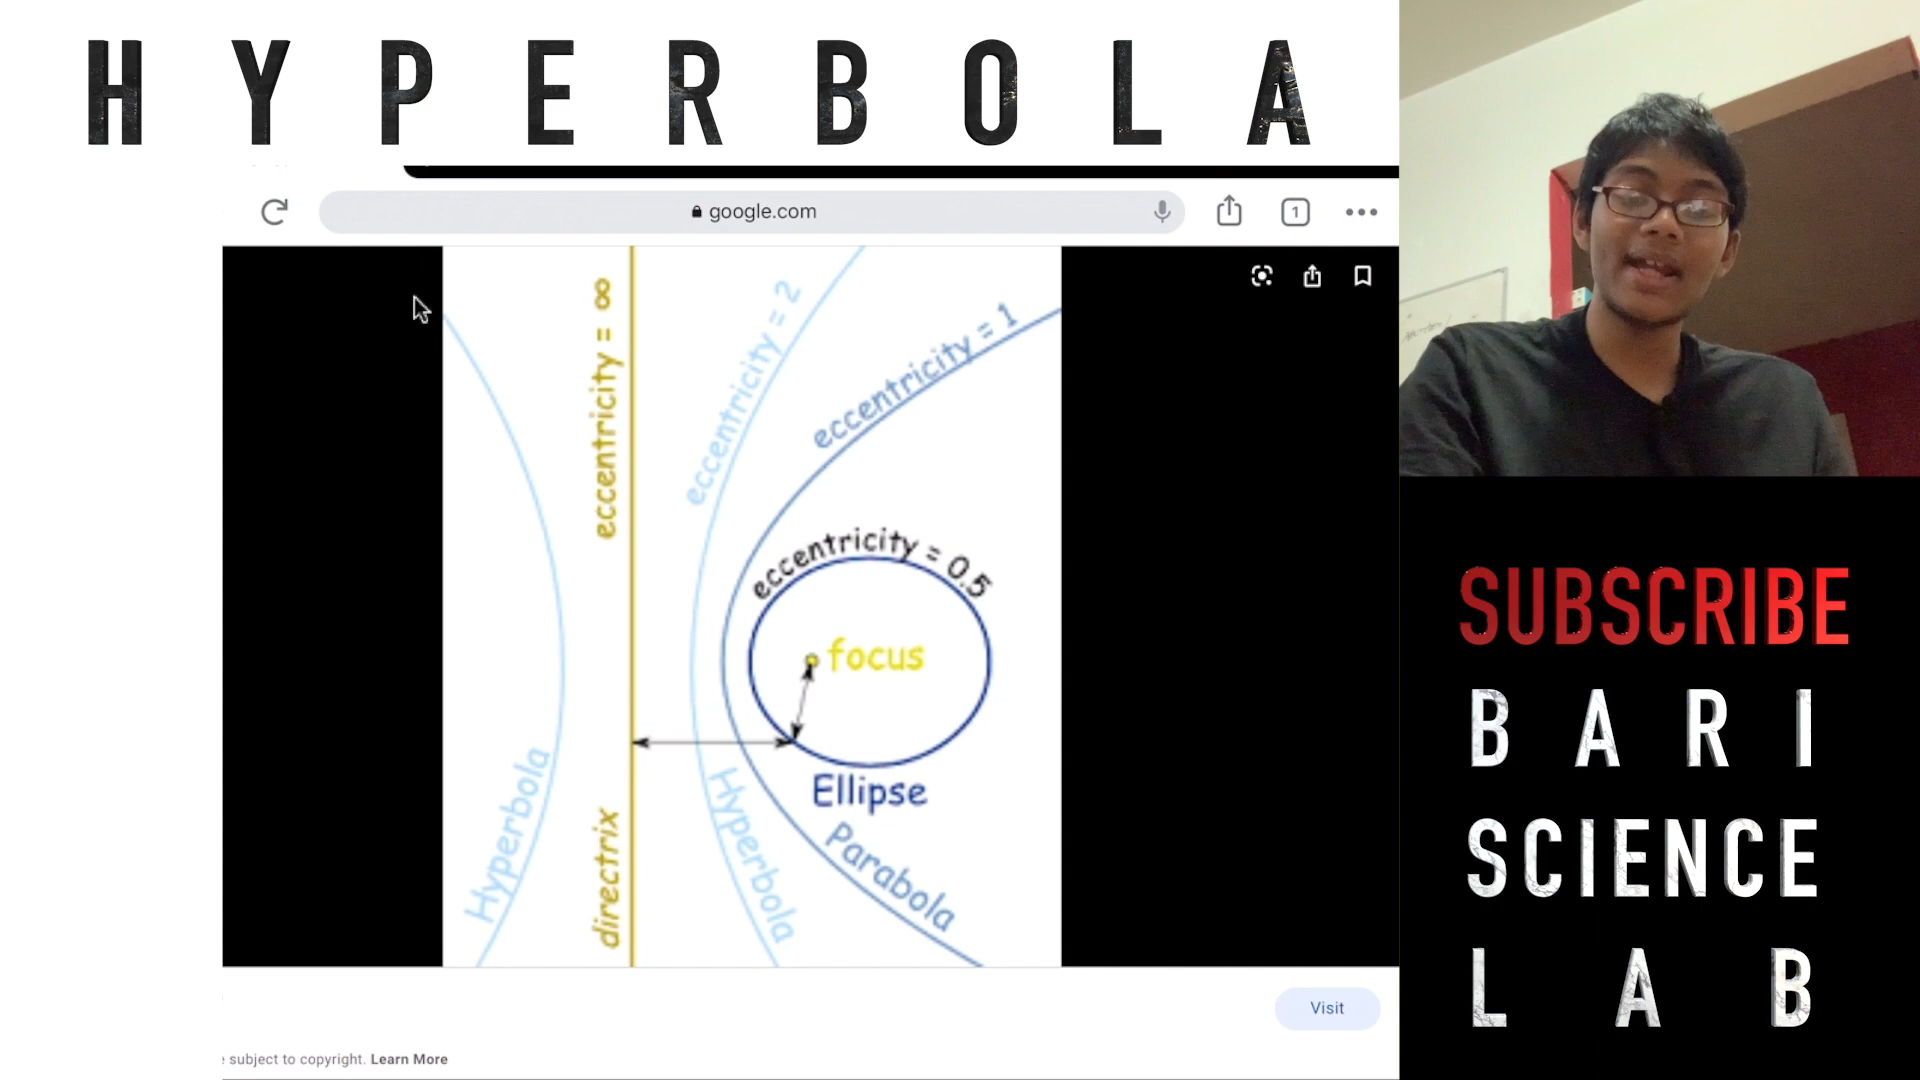 HYPERBOLA
google.com
1
eccentricity = ∞
eccentricity = 2
eccentricity = 1
eccentricity = 0.5
focus
Ellipse
Parabola
Hyperbola
Hyperbola
directrix
Visit
subject to copyright. Learn More
SUBSCRIBE
BARI
SCIENCE
LAB